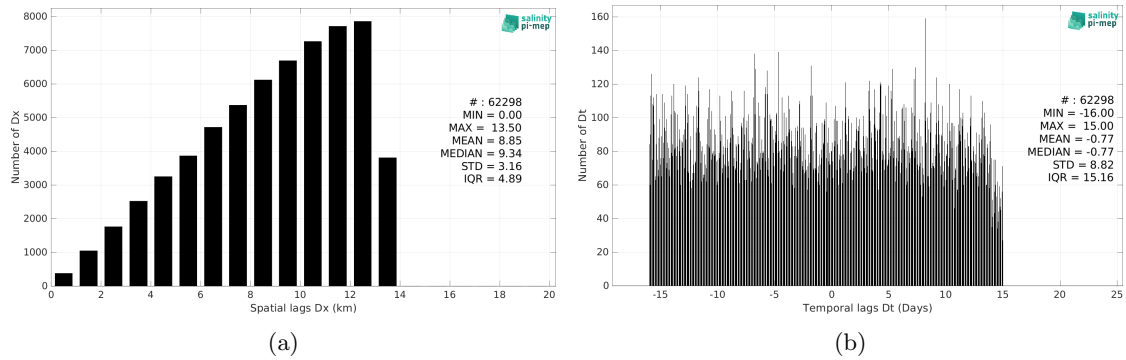 8000
7000
6000
5000
4000
3000
2000
1000
0
Number of Dx
salinity
pi-mep
# : 62298
MIN = 0.00
MAX = 13.50
MEAN = 8.85
MEDIAN = 9.34
STD = 3.16
IQR = 4.89
0 2 4 6 8 10 12 14 16 18 20
Spatial lags Dx (km)
(a)
160
140
120
100
80
60
40
20
0
Number of Dt
salinity
pi-mep
# : 62298
MIN = -16.00
MAX = 15.00
MEAN = -0.77
MEDIAN = -0.77
STD = 8.82
IQR = 15.16
-15 -10 -5 0 5 10 15 20 25
Temporal lags Dt (Days)
(b)